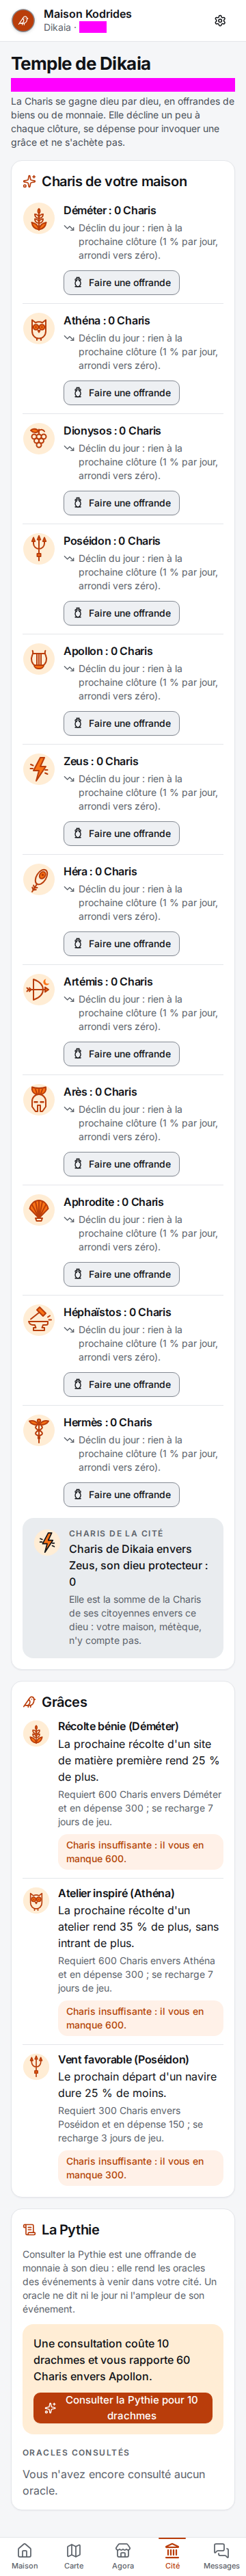 Maison Kodrides
Dikaia ·
Temple de Dikaia
La Charis se gagne dieu par dieu, en offrandes de
biens ou de monnaie. Elle décline un peu à
chaque clôture, se dépense pour invoquer une
grâce et ne s'achète pas.
Charis de votre maison
Déméter : 0 Charis
Déclin du jour : rien à la
prochaine clôture (1 % par jour,
arrondi vers zéro).
Faire une offrande
Athéna : 0 Charis
Déclin du jour : rien à la
prochaine clôture (1 % par jour,
arrondi vers zéro).
Faire une offrande
Dionysos : 0 Charis
Déclin du jour : rien à la
prochaine clôture (1 % par jour,
arrondi vers zéro).
Faire une offrande
Poséidon : 0 Charis
Déclin du jour : rien à la
prochaine clôture (1 % par jour,
arrondi vers zéro).
Faire une offrande
Apollon : 0 Charis
Déclin du jour : rien à la
prochaine clôture (1 % par jour,
arrondi vers zéro).
Faire une offrande
Zeus : 0 Charis
Déclin du jour : rien à la
prochaine clôture (1 % par jour,
arrondi vers zéro).
Faire une offrande
Héra : 0 Charis
Déclin du jour : rien à la
prochaine clôture (1 % par jour,
arrondi vers zéro).
Faire une offrande
Artémis : 0 Charis
Déclin du jour : rien à la
prochaine clôture (1 % par jour,
arrondi vers zéro).
Faire une offrande
Arès : 0 Charis
Déclin du jour : rien à la
prochaine clôture (1 % par jour,
arrondi vers zéro).
Faire une offrande
Aphrodite : 0 Charis
Déclin du jour : rien à la
prochaine clôture (1 % par jour,
arrondi vers zéro).
Faire une offrande
Héphaïstos : 0 Charis
Déclin du jour : rien à la
prochaine clôture (1 % par jour,
arrondi vers zéro).
Faire une offrande
Hermès : 0 Charis
Déclin du jour : rien à la
prochaine clôture (1 % par jour,
arrondi vers zéro).
Faire une offrande
CHARIS DE LA CITÉ
Charis de Dikaia envers
Zeus, son dieu protecteur :
0
Elle est la somme de la Charis
de ses citoyennes envers ce
dieu : votre maison, métèque,
n'y compte pas.
Grâces
Récolte bénie (Déméter)
La prochaine récolte d'un site
de matière première rend 25 %
de plus.
Requiert 600 Charis envers Déméter
et en dépense 300 ; se recharge 7
jours de jeu.
Charis insuffisante : il vous en
manque 600.
Atelier inspiré (Athéna)
La prochaine récolte d'un
atelier rend 35 % de plus, sans
intrant de plus.
Requiert 600 Charis envers Athéna
et en dépense 300 ; se recharge 7
jours de jeu.
Charis insuffisante : il vous en
manque 600.
Vent favorable (Poséidon)
Le prochain départ d'un navire
dure 25 % de moins.
Requiert 300 Charis envers
Poséidon et en dépense 150 ; se
recharge 3 jours de jeu.
Charis insuffisante : il vous en
manque 300.
La Pythie
Consulter la Pythie est une offrande de
monnaie à son dieu : elle rend les oracles
des événements à venir dans votre cité. Un
oracle ne dit ni le jour ni l'ampleur de son
événement.
Une consultation coûte 10
drachmes et vous rapporte 60
Charis envers Apollon.
Consulter la Pythie pour 10
drachmes
ORACLES CONSULTÉS
Vous n'avez encore consulté aucun
oracle.
Maison
Carte
Agora
Cité
Messages